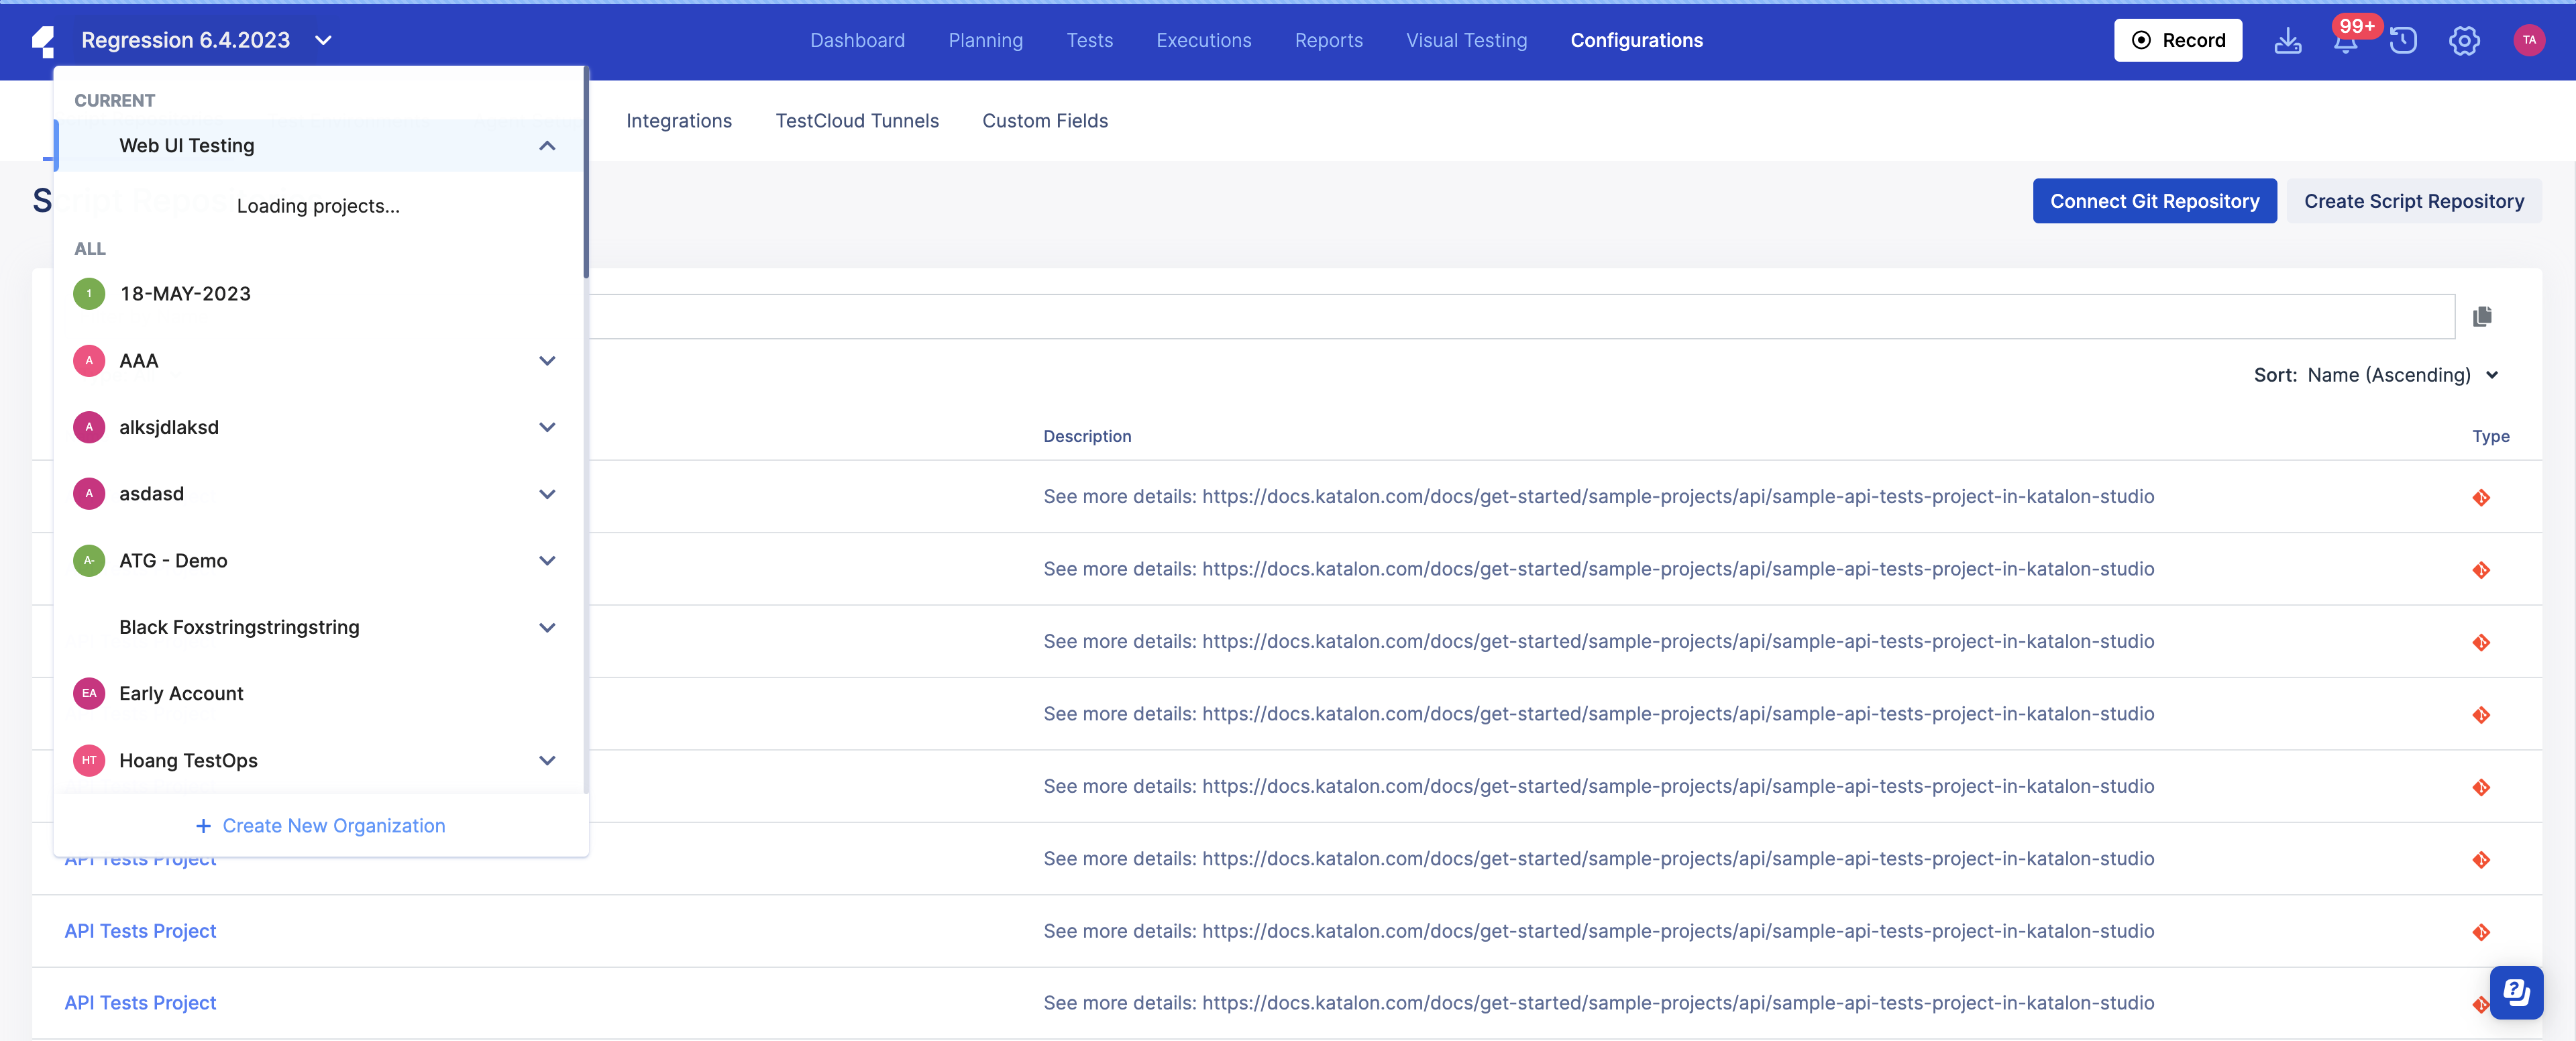 Regression 6.4.2023
Dashboard
Planning
Tests
Executions
Reports
Visual Testing
Configurations
Record
99+
TA
CURRENT
Web UI Testing
Loading projects...
ALL
1 18-MAY-2023
A AAA
A alksjdlaksd
A asdasd
A- ATG - Demo
Black Foxstringstringstring
EA Early Account
HT Hoang TestOps
+ Create New Organization
Integrations
TestCloud Tunnels
Custom Fields
Script Repos
Connect Git Repository
Create Script Repository
Sort: Name (Ascending)
Description
Type
See more details: https://docs.katalon.com/docs/get-started/sample-projects/api/sample-api-tests-project-in-katalon-studio
See more details: https://docs.katalon.com/docs/get-started/sample-projects/api/sample-api-tests-project-in-katalon-studio
See more details: https://docs.katalon.com/docs/get-started/sample-projects/api/sample-api-tests-project-in-katalon-studio
See more details: https://docs.katalon.com/docs/get-started/sample-projects/api/sample-api-tests-project-in-katalon-studio
See more details: https://docs.katalon.com/docs/get-started/sample-projects/api/sample-api-tests-project-in-katalon-studio
API Tests Project
See more details: https://docs.katalon.com/docs/get-started/sample-projects/api/sample-api-tests-project-in-katalon-studio
API Tests Project
See more details: https://docs.katalon.com/docs/get-started/sample-projects/api/sample-api-tests-project-in-katalon-studio
API Tests Project
See more details: https://docs.katalon.com/docs/get-started/sample-projects/api/sample-api-tests-project-in-katalon-studio